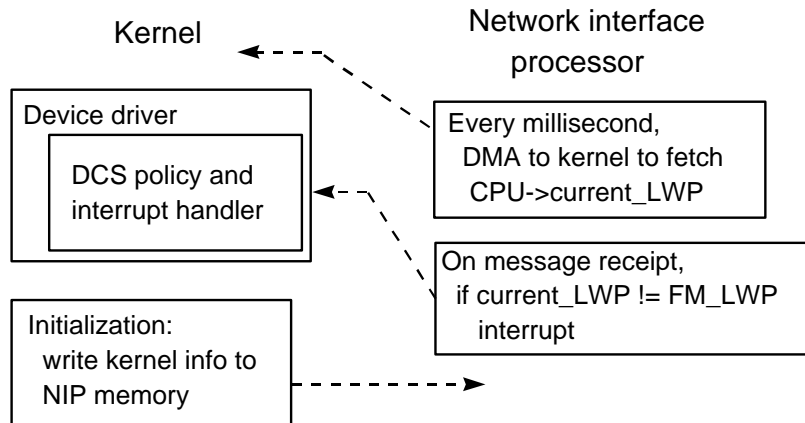 Kernel
Network interface
processor
Device driver
DCS policy and
interrupt handler
Initialization:
write kernel info to
NIP memory
Every millisecond,
DMA to kernel to fetch
CPU->current_LWP
On message receipt,
if current_LWP != FM_LWP
interrupt